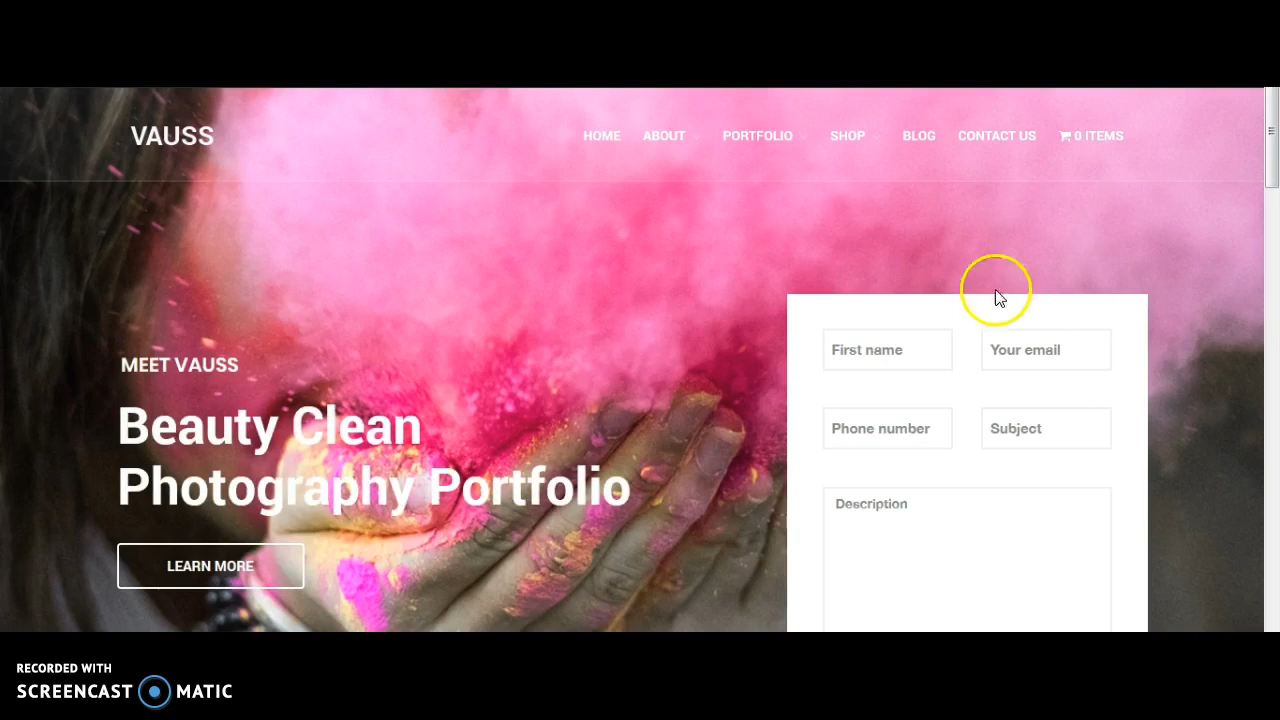 VAUSS
HOME ABOUT PORTFOLIO SHOP BLOG CONTACT US 0 ITEMS
MEET VAUSS
Beauty Clean
Photography Portfolio
LEARN MORE
First name Your email
Phone number Subject
Description
RECORDED WITH
SCREENCAST MATIC